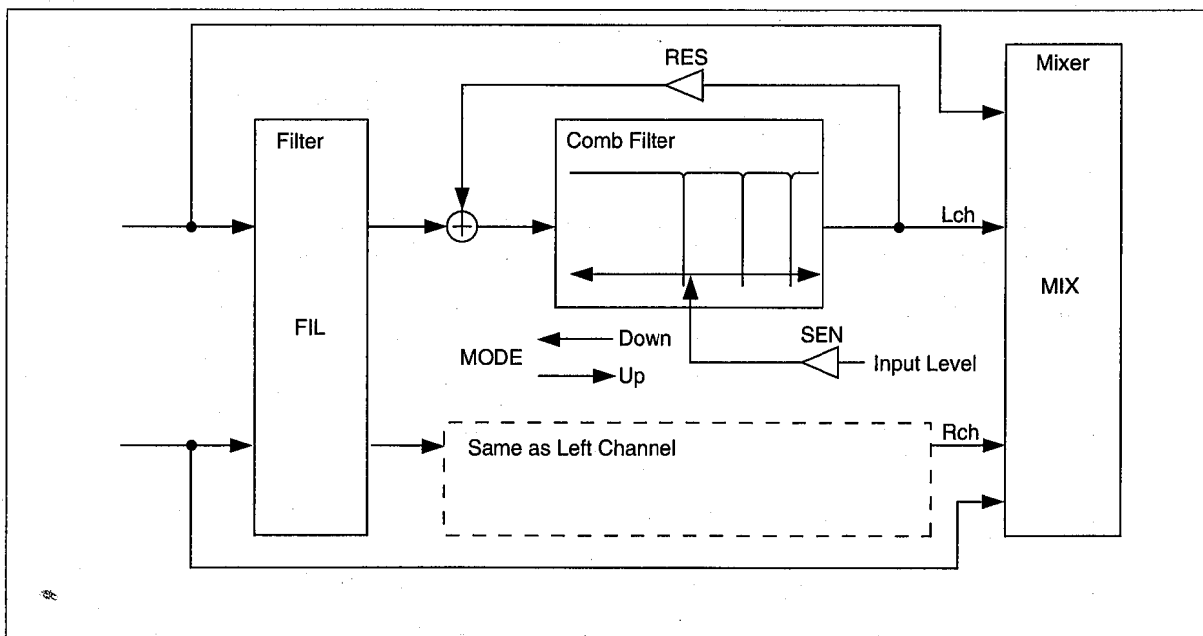 RES
Mixer
Filter
Comb Filter
Lch
FIL
MIX
MODE
Down
Up
SEN
Input Level
Same as Left Channel
Rch